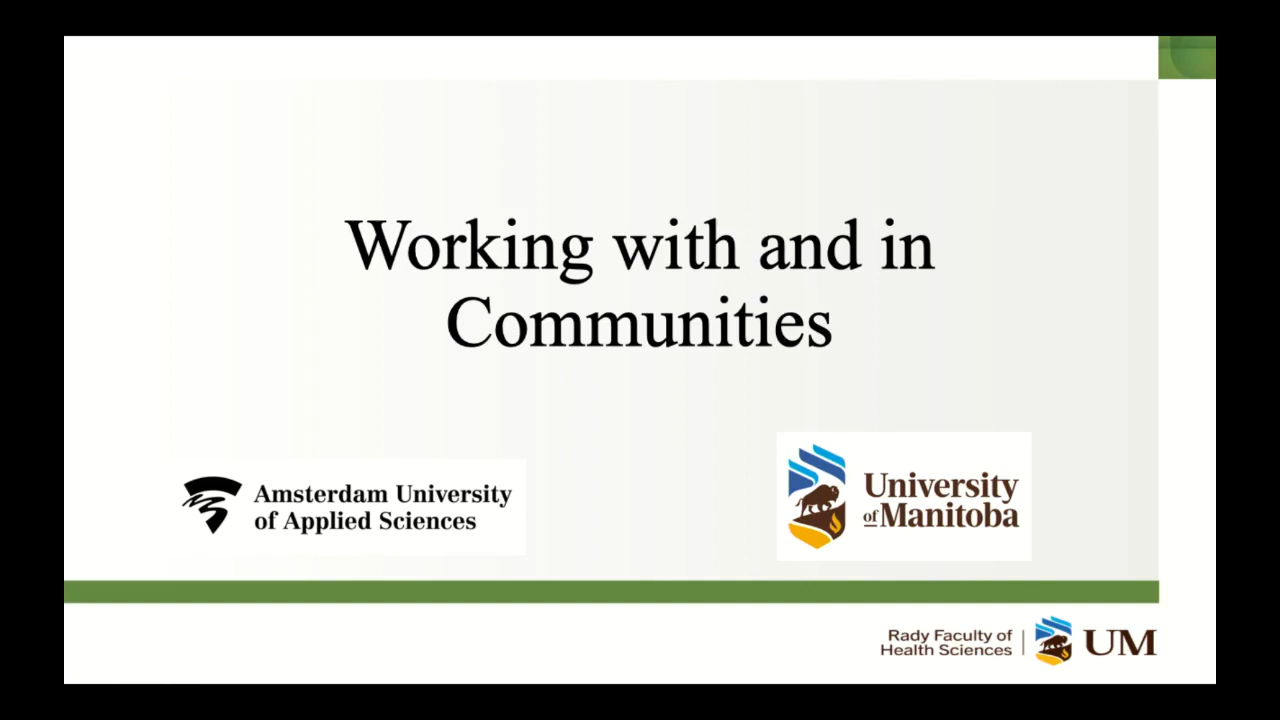 Working with and in
Communities
Amsterdam University
of Applied Sciences
University
of Manitoba
Rady Faculty of
Health Sciences
UM